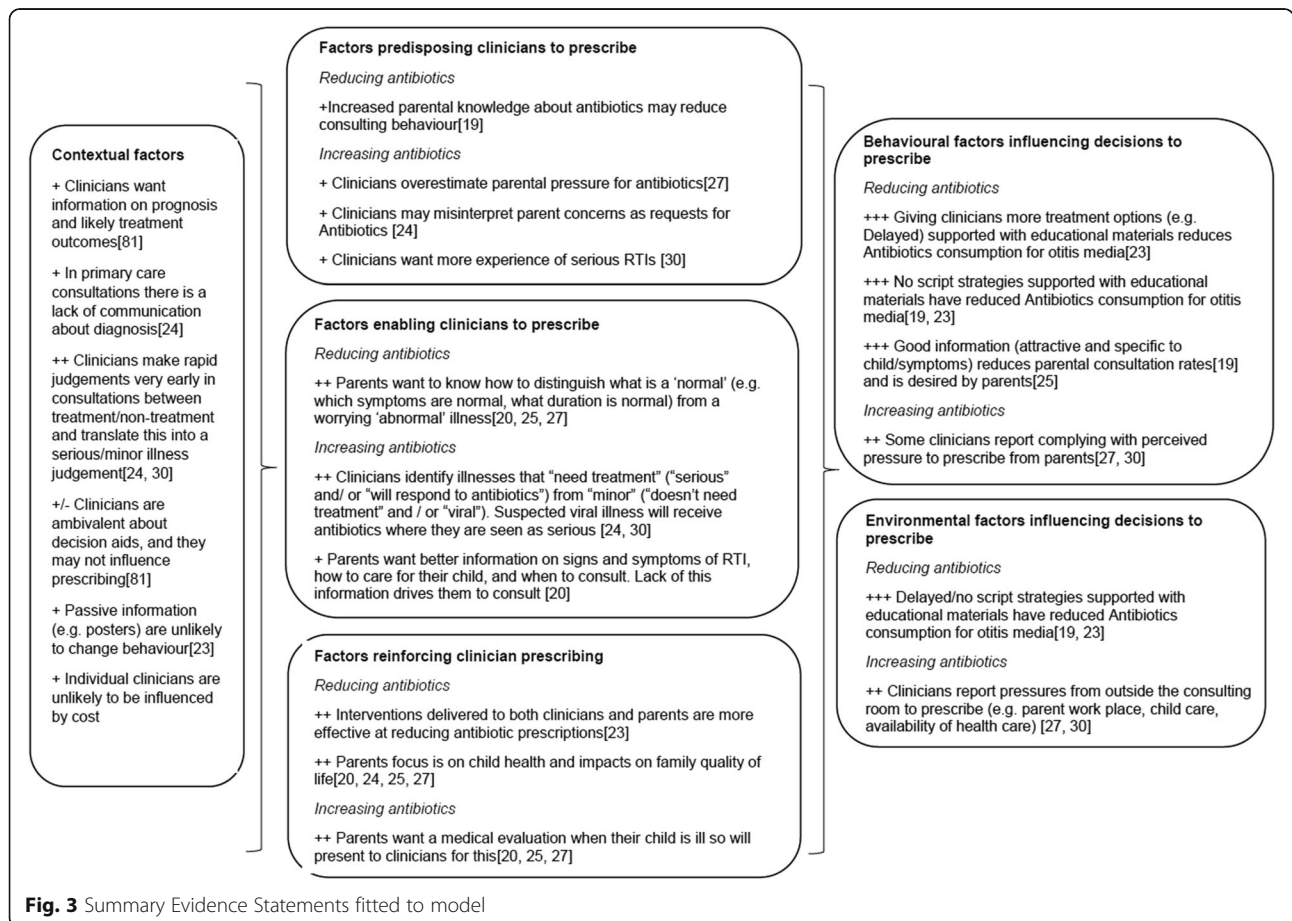 Contextual factors
+ Clinicians want
information on prognosis
and likely treatment
outcomes[81]
+ In primary care
consultations there is a
lack of communication
about diagnosis[24]
++ Clinicians make rapid
judgements very early in
consultations between
treatment/non-treatment
and translate this into a
serious/minor illness
judgement[24, 30]
+/- Clinicians are
ambivalent about
decision aids, and they
may not influence
prescribing[81]
+ Passive information
(e.g. posters) are unlikely
to change behaviour[23]
+ Individual clinicians are
unlikely to be influenced
by cost
Factors predisposing clinicians to prescribe
Reducing antibiotics
+Increased parental knowledge about antibiotics may reduce
consulting behaviour[19]
Increasing antibiotics
+ Clinicians overestimate parental pressure for antibiotics[27]
+ Clinicians may misinterpret parent concerns as requests for
Antibiotics [24]
+ Clinicians want more experience of serious RTIs [30]
Factors enabling clinicians to prescribe
Reducing antibiotics
++ Parents want to know how to distinguish what is a ‘normal’ (e.g.
which symptoms are normal, what duration is normal) from a
worrying ‘abnormal’ illness[20, 25, 27]
Increasing antibiotics
++ Clinicians identify illnesses that “need treatment” (“serious”
and/ or “will respond to antibiotics”) from “minor” (“doesn’t need
treatment” and / or “viral”). Suspected viral illness will receive
antibiotics where they are seen as serious [24, 30]
+ Parents want better information on signs and symptoms of RTI,
how to care for their child, and when to consult. Lack of this
information drives them to consult [20]
Factors reinforcing clinician prescribing
Reducing antibiotics
++ Interventions delivered to both clinicians and parents are more
effective at reducing antibiotic prescriptions[23]
++ Parents focus is on child health and impacts on family quality of
life[20, 24, 25, 27]
Increasing antibiotics
++ Parents want a medical evaluation when their child is ill so will
present to clinicians for this[20, 25, 27]
Behavioural factors influencing decisions to
prescribe
Reducing antibiotics
+++ Giving clinicians more treatment options (e.g.
Delayed) supported with educational materials reduces
Antibiotics consumption for otitis media[23]
+++ No script strategies supported with educational
materials have reduced Antibiotics consumption for otitis
media[19, 23]
+++ Good information (attractive and specific to
child/symptoms) reduces parental consultation rates[19]
and is desired by parents[25]
Increasing antibiotics
++ Some clinicians report complying with perceived
pressure to prescribe from parents[27, 30]
Environmental factors influencing decisions to
prescribe
Reducing antibiotics
+++ Delayed/no script strategies supported with
educational materials have reduced Antibiotics
consumption for otitis media[19, 23]
Increasing antibiotics
++ Clinicians report pressures from outside the consulting
room to prescribe (e.g. parent work place, child care,
availability of health care) [27, 30]
Fig. 3 Summary Evidence Statements fitted to model